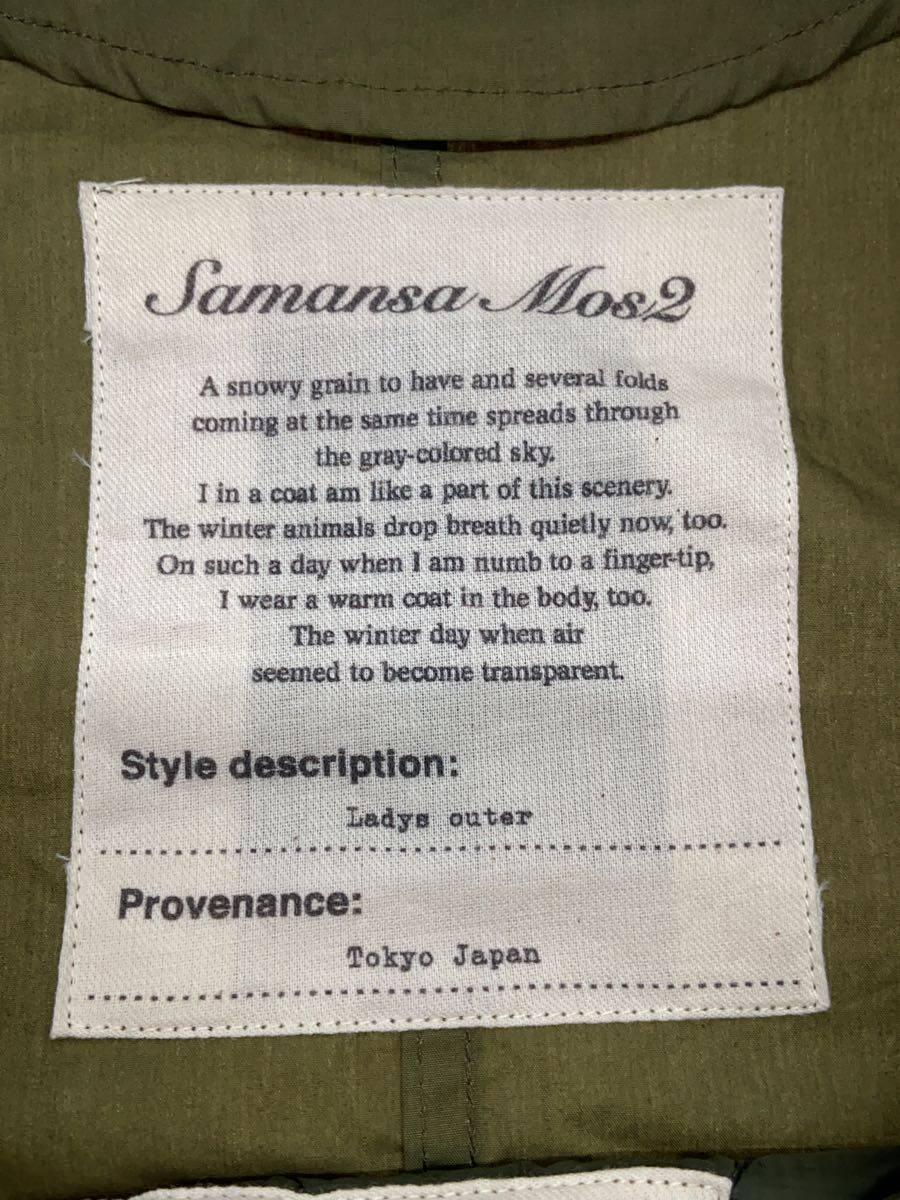 Samansa Mos2
A snowy grain to have and several folds
coming at the same time spreads through
the gray-colored sky.
I in a coat am like a part of this scenery.
The winter animals drop breath quietly now, too.
On such a day when I am numb to a finger-tip,
I wear a warm coat in the body, too.
The winter day when air
seemed to become transparent.
Style description:
Ladys outer
Provenance:
Tokyo Japan